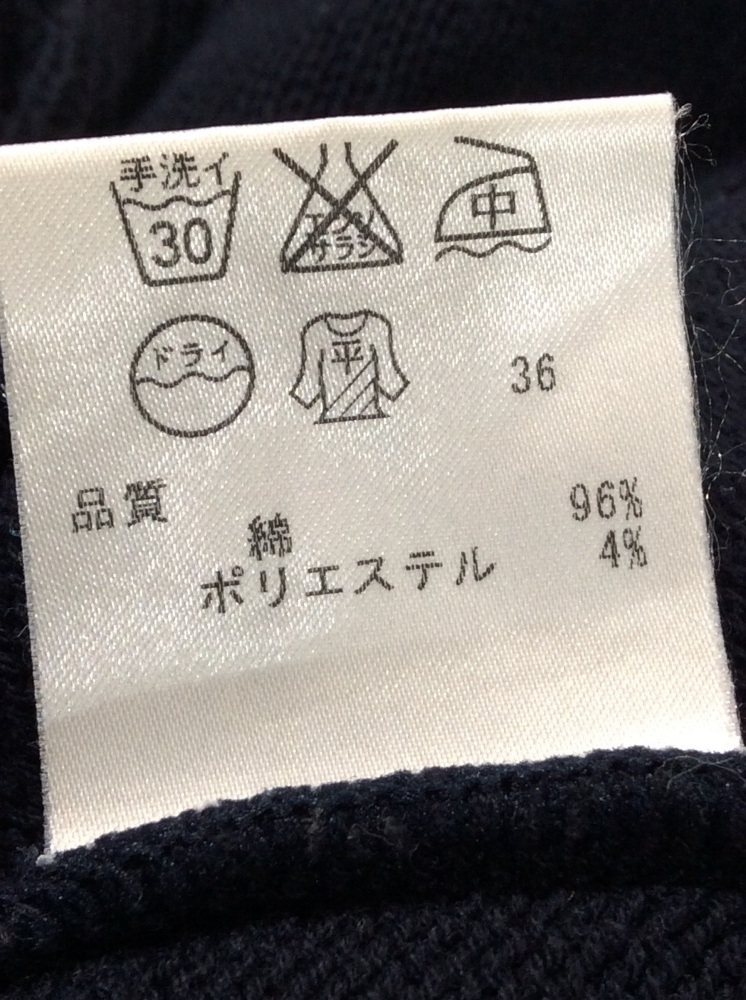 手洗イ
30
エンソ
サラシ
中
ドライ
平
36
品質
綿 96%
ポリエステル 4%